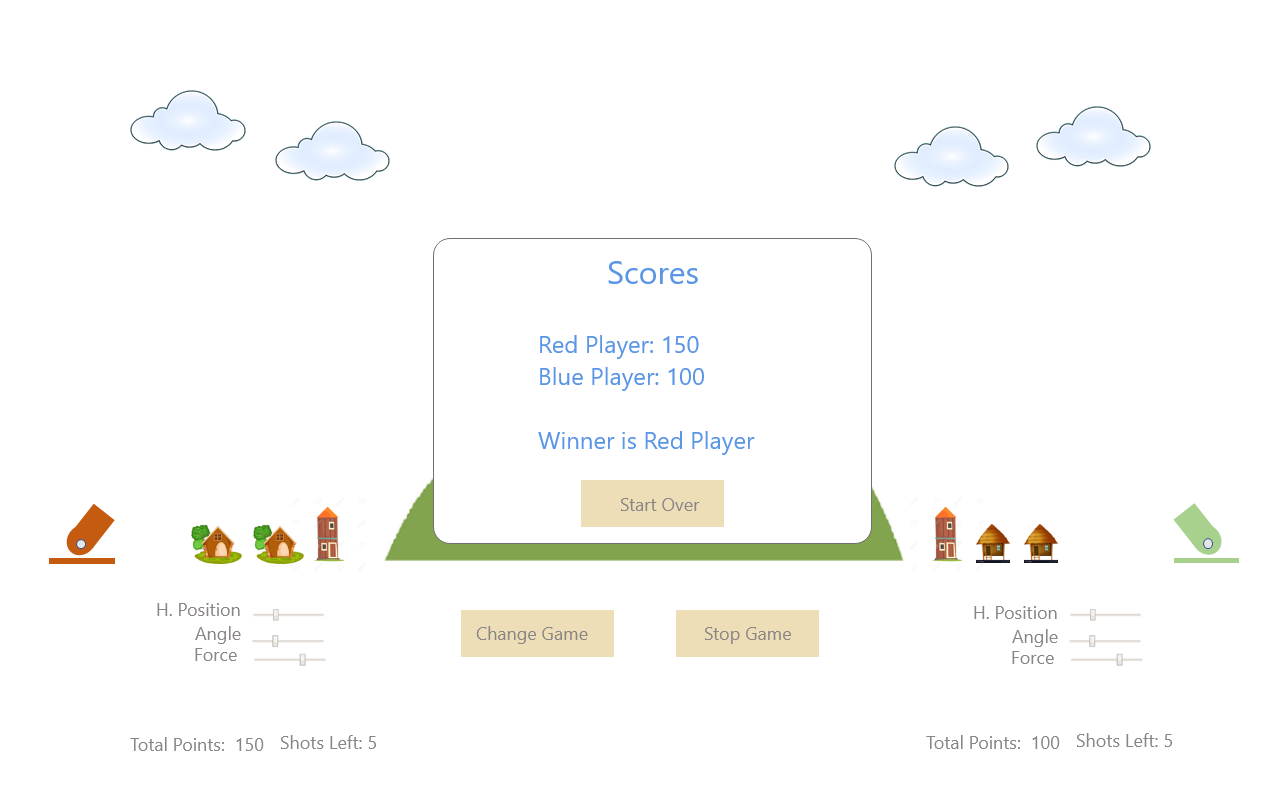 Scores
Red Player: 150
Blue Player: 100
Winner is Red Player
Start Over
H. Position
Angle
Force
Change Game
Stop Game
H. Position
Angle
Force
Total Points: 150 Shots Left: 5
Total Points: 100 Shots Left: 5